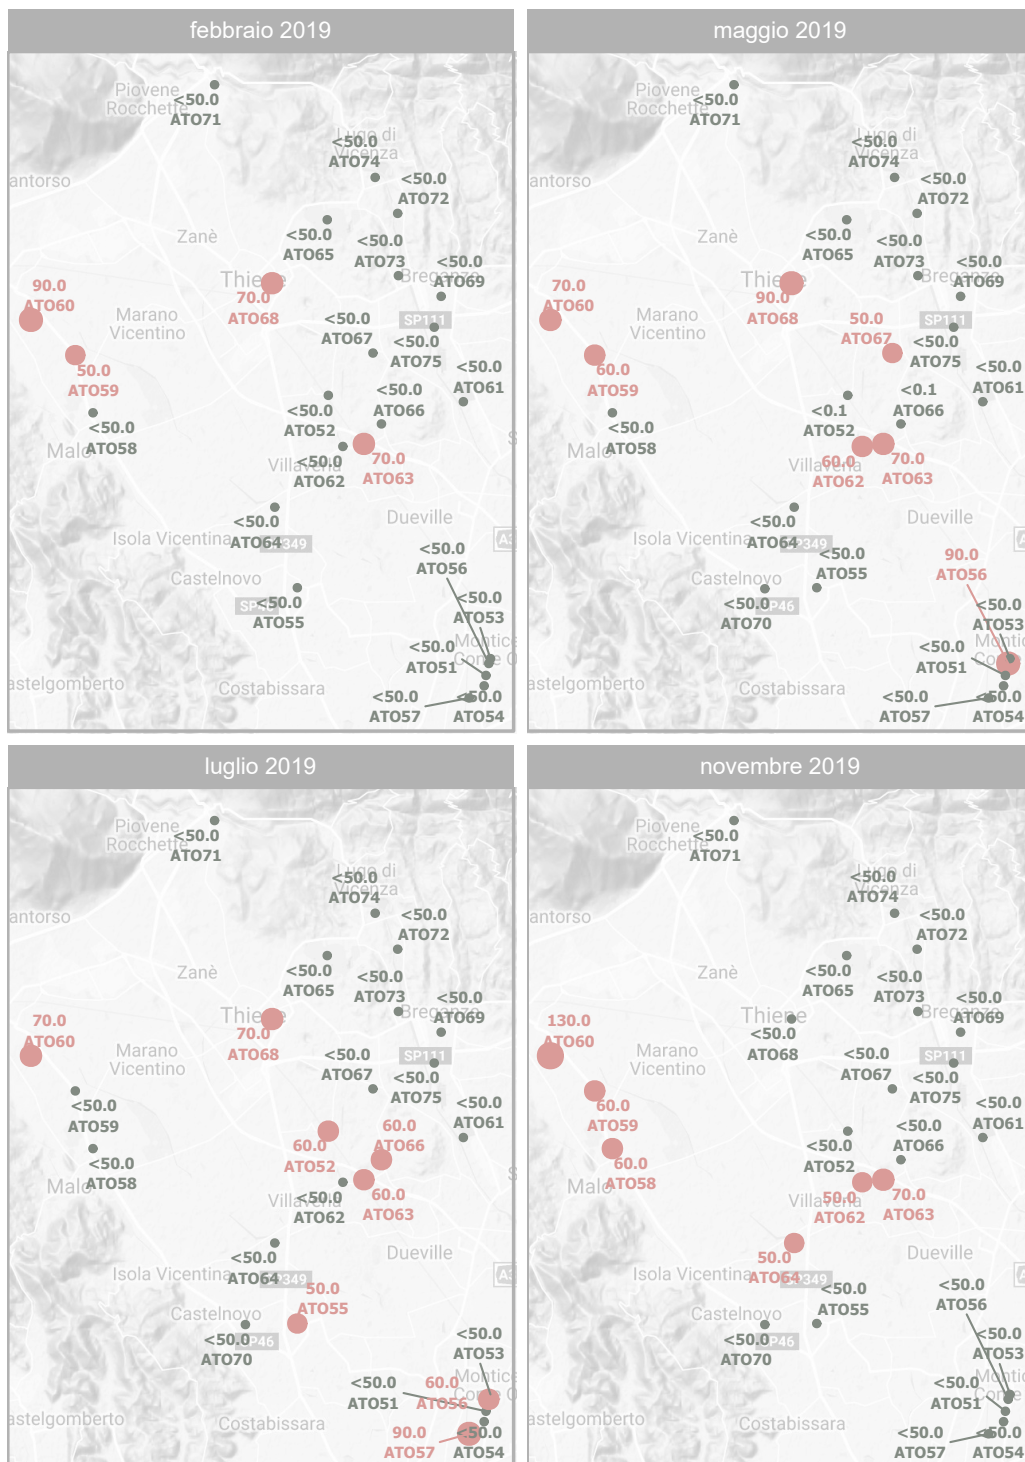 febbraio 2019
Piovene
Rocchette
<50.0
ATO71
Lugo di
Vicenza
<50.0
ATO74
antorso
<50.0
ATO72
Zanè
<50.0
ATO65
<50.0
ATO73
<50.0
ATO69
Breganze
Thiene
70.0
ATO68
90.0
ATO60
Marano
Vicentino
<50.0
ATO67
SP111
<50.0
ATO75
50.0
ATO59
<50.0
ATO61
<50.0
ATO66
<50.0
ATO52
<50.0
ATO58
Malo
Villaverla
<50.0
ATO62
70.0
ATO63
Dueville
<50.0
ATO64
Isola Vicentina
<50.0
ATO56
Castelnovo
SP46
<50.0
ATO55
<50.0
ATO53
<50.0
ATO51
astelgomberto
Costabissara
<50.0
ATO57
<50.0
ATO54
maggio 2019
Piovene
Rocchette
<50.0
ATO71
Lugo di
Vicenza
<50.0
ATO74
antorso
<50.0
ATO72
Zanè
<50.0
ATO65
<50.0
ATO73
<50.0
ATO69
Breganze
Thiene
90.0
ATO68
70.0
ATO60
Marano
Vicentino
50.0
ATO67
SP111
<50.0
ATO75
60.0
ATO59
<50.0
ATO61
<0.1
ATO66
<0.1
ATO52
<50.0
ATO58
Malo
Villaverla
60.0
ATO62
70.0
ATO63
Dueville
<50.0
ATO64
Isola Vicentina
<50.0
ATO55
90.0
ATO56
Castelnovo
SP46
<50.0
ATO70
<50.0
ATO53
<50.0
ATO51
astelgomberto
Costabissara
<50.0
ATO57
<50.0
ATO54
luglio 2019
Piovene
Rocchette
<50.0
ATO71
Lugo di
Vicenza
<50.0
ATO74
antorso
<50.0
ATO72
Zanè
<50.0
ATO65
<50.0
ATO73
<50.0
ATO69
Breganze
Thiene
70.0
ATO68
70.0
ATO60
Marano
Vicentino
<50.0
ATO67
SP111
<50.0
ATO75
<50.0
ATO59
<50.0
ATO61
60.0
ATO66
60.0
ATO52
<50.0
ATO58
Malo
Villaverla
<50.0
ATO62
60.0
ATO63
Dueville
<50.0
ATO64
Isola Vicentina
50.0
ATO55
Castelnovo
SP46
<50.0
ATO70
<50.0
ATO53
<50.0
ATO51
60.0
ATO56
astelgomberto
Costabissara
90.0
ATO57
<50.0
ATO54
novembre 2019
Piovene
Rocchette
<50.0
ATO71
Lugo di
Vicenza
<50.0
ATO74
antorso
<50.0
ATO72
Zanè
<50.0
ATO65
<50.0
ATO73
<50.0
ATO69
Breganze
Thiene
<50.0
ATO68
130.0
ATO60
Marano
Vicentino
<50.0
ATO67
SP111
<50.0
ATO75
60.0
ATO59
<50.0
ATO61
<50.0
ATO66
<50.0
ATO52
60.0
ATO58
Malo
Villaverla
50.0
ATO62
70.0
ATO63
Dueville
50.0
ATO64
Isola Vicentina
<50.0
ATO55
<50.0
ATO56
Castelnovo
SP46
<50.0
ATO70
<50.0
ATO53
<50.0
ATO51
astelgomberto
Costabissara
<50.0
ATO57
<50.0
ATO54